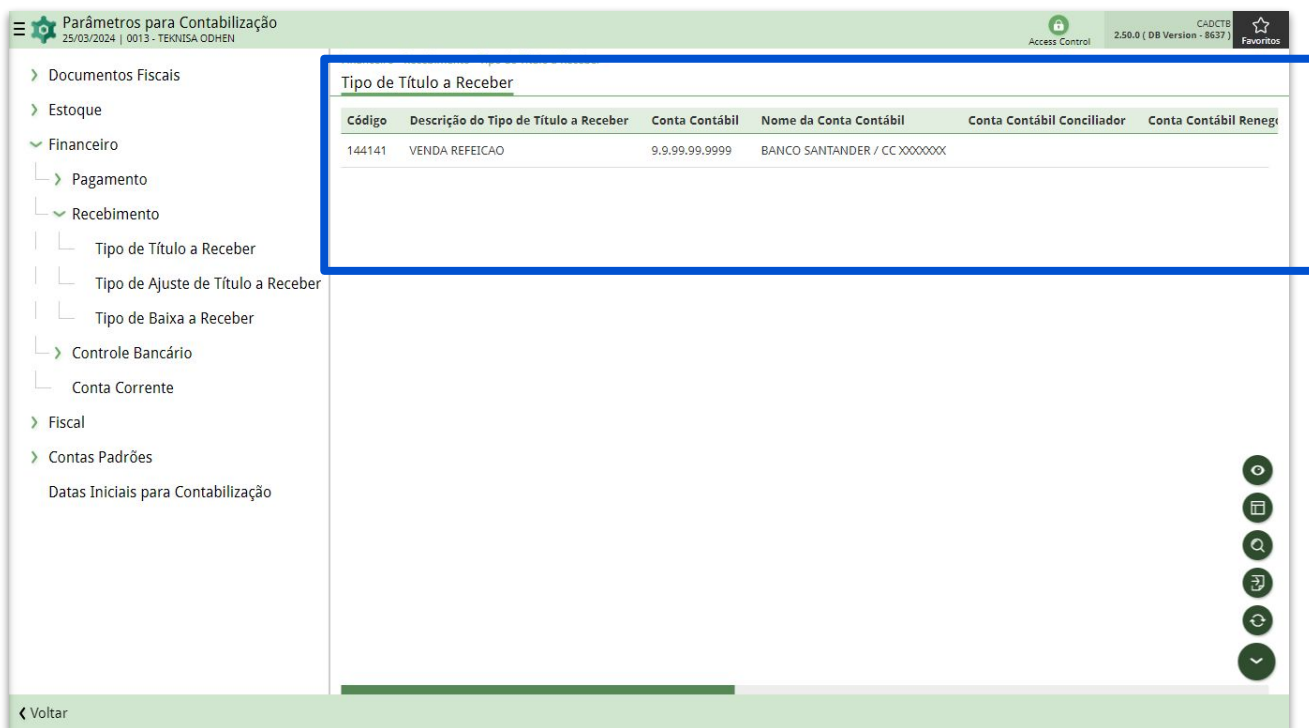 Parâmetros para Contabilização
25/03/2024 | 0013 - TEKNISA ODHEN
Access Control
CADCTB
2.50.0 ( DB Version - 8637 )
Favoritos
Documentos Fiscais
Estoque
Financeiro
Pagamento
Recebimento
Tipo de Título a Receber
Tipo de Ajuste de Título a Receber
Tipo de Baixa a Receber
Controle Bancário
Conta Corrente
Fiscal
Contas Padrões
Datas Iniciais para Contabilização
Tipo de Título a Receber
Código Descrição do Tipo de Título a Receber Conta Contábil Nome da Conta Contábil Conta Contábil Conciliador Conta Contábil Reneg
144141 VENDA REFEICAO 9.9.99.99.9999 BANCO SANTANDER / CC XXXXXXX
Voltar